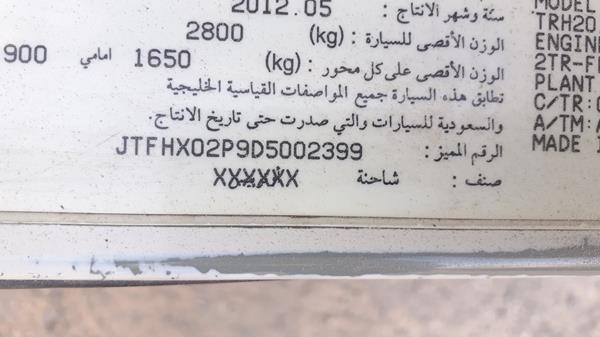 سنة وشهر الانتاج : 2012.05
الوزن الأقصى للسيارة : (kg) 2800
الوزن الأقصى على كل محور : (kg) 1650 امامي 900
تطابق هذه السيارة جميع المواصفات القياسية الخليجية
والسعودية للسيارات والتي صدرت حتى تاريخ الانتاج.
الرقم المميز : JTFHX02P9D5002399
صنف : شاحنة
MODEL
TRH20
ENGINE
2TR-F
PLANT
C/TR:
A/TM:
MADE